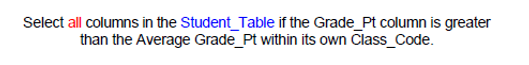 Select all columns in the Student_Table if the Grade_Pt column is greater
than the Average Grade_Pt within its own Class_Code.